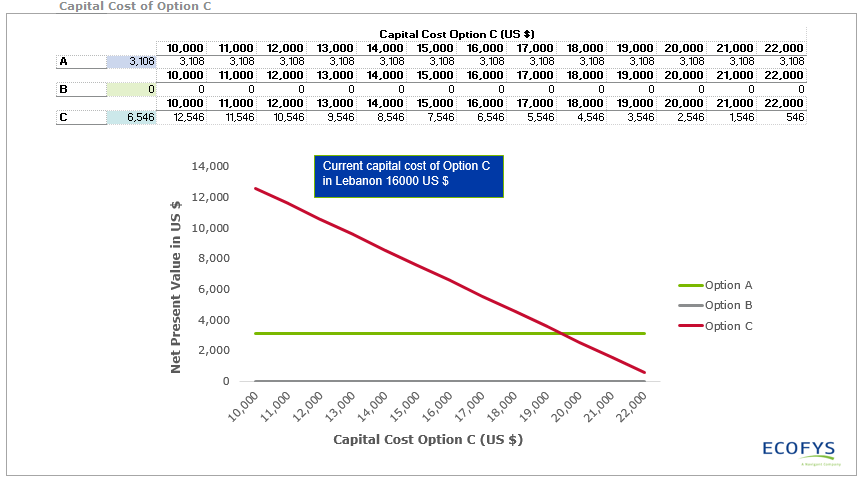 Capital Cost of Option C
Capital Cost Option C (US $)
10,000 11,000 12,000 13,000 14,000 15,000 16,000 17,000 18,000 19,000 20,000 21,000 22,000
A 3,108 3,108 3,108 3,108 3,108 3,108 3,108 3,108 3,108 3,108 3,108 3,108 3,108 3,108
10,000 11,000 12,000 13,000 14,000 15,000 16,000 17,000 18,000 19,000 20,000 21,000 22,000
B 0 0 0 0 0 0 0 0 0 0 0 0 0 0
10,000 11,000 12,000 13,000 14,000 15,000 16,000 17,000 18,000 19,000 20,000 21,000 22,000
C 6,546 12,546 11,546 10,546 9,546 8,546 7,546 6,546 5,546 4,546 3,546 2,546 1,546 546
Current capital cost of Option C
in Lebanon 16000 US $
Net Present Value in US $
14,000
12,000
10,000
8,000
6,000
4,000
2,000
0
10,000 11,000 12,000 13,000 14,000 15,000 16,000 17,000 18,000 19,000 20,000 21,000 22,000
Capital Cost Option C (US $)
Option A
Option B
Option C
ECOFYS